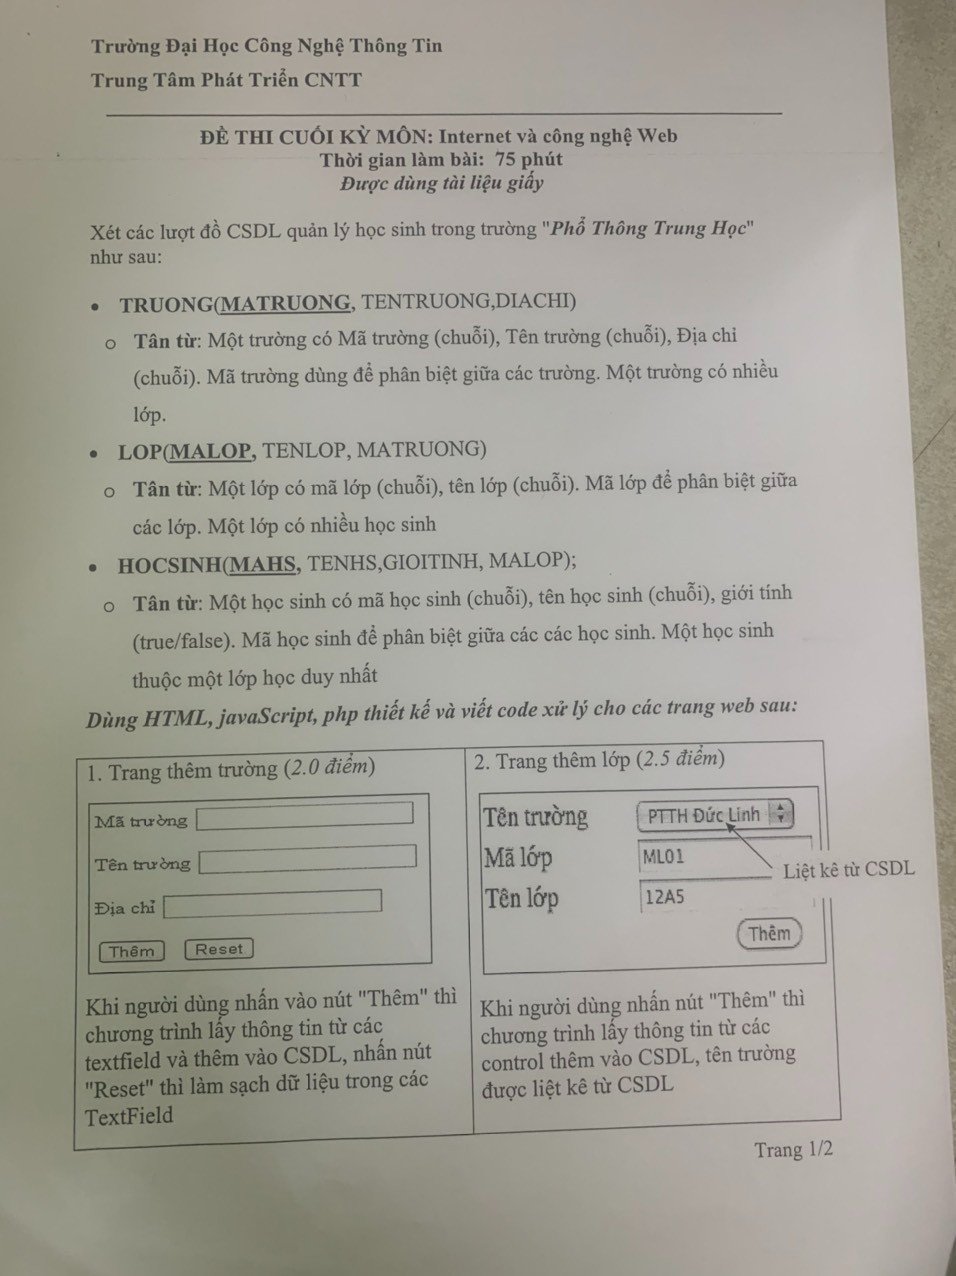 Trường Đại Học Công Nghệ Thông Tin
Trung Tâm Phát Triển CNTT
ĐỀ THI CUỐI KỲ MÔN: Internet và công nghệ Web
Thời gian làm bài: 75 phút
Được dùng tài liệu giấy
Xét các lượt đồ CSDL quản lý học sinh trong trường "Phổ Thông Trung Học"
như sau:
• TRUONG(MATRUONG, TENTRUONG,DIACHI)
o Tân từ: Một trường có Mã trường (chuỗi), Tên trường (chuỗi), Địa chỉ
(chuỗi). Mã trường dùng để phân biệt giữa các trường. Một trường có nhiều
lớp.
• LOP(MALOP, TENLOP, MATRUONG)
o Tân từ: Một lớp có mã lớp (chuỗi), tên lớp (chuỗi). Mã lớp để phân biệt giữa
các lớp. Một lớp có nhiều học sinh
• HOCSINH(MAHS, TENHS,GIOITINH, MALOP);
o Tân từ: Một học sinh có mã học sinh (chuỗi), tên học sinh (chuỗi), giới tính
(true/false). Mã học sinh để phân biệt giữa các các học sinh. Một học sinh
thuộc một lớp học duy nhất
Dùng HTML, javaScript, php thiết kế và viết code xử lý cho các trang web sau:
1. Trang thêm trường (2.0 điểm)
Mã trường
Tên trường
Địa chỉ
Thêm Reset
Khi người dùng nhấn vào nút "Thêm" thì
chương trình lấy thông tin từ các
textfield và thêm vào CSDL, nhấn nút
"Reset" thì làm sạch dữ liệu trong các
TextField
2. Trang thêm lớp (2.5 điểm)
Tên trường PTTH Đức Linh
Mã lớp ML01
Liệt kê từ CSDL
Tên lớp 12A5
Thêm
Khi người dùng nhấn nút "Thêm" thì
chương trình lấy thông tin từ các
control thêm vào CSDL, tên trường
được liệt kê từ CSDL
Trang 1/2